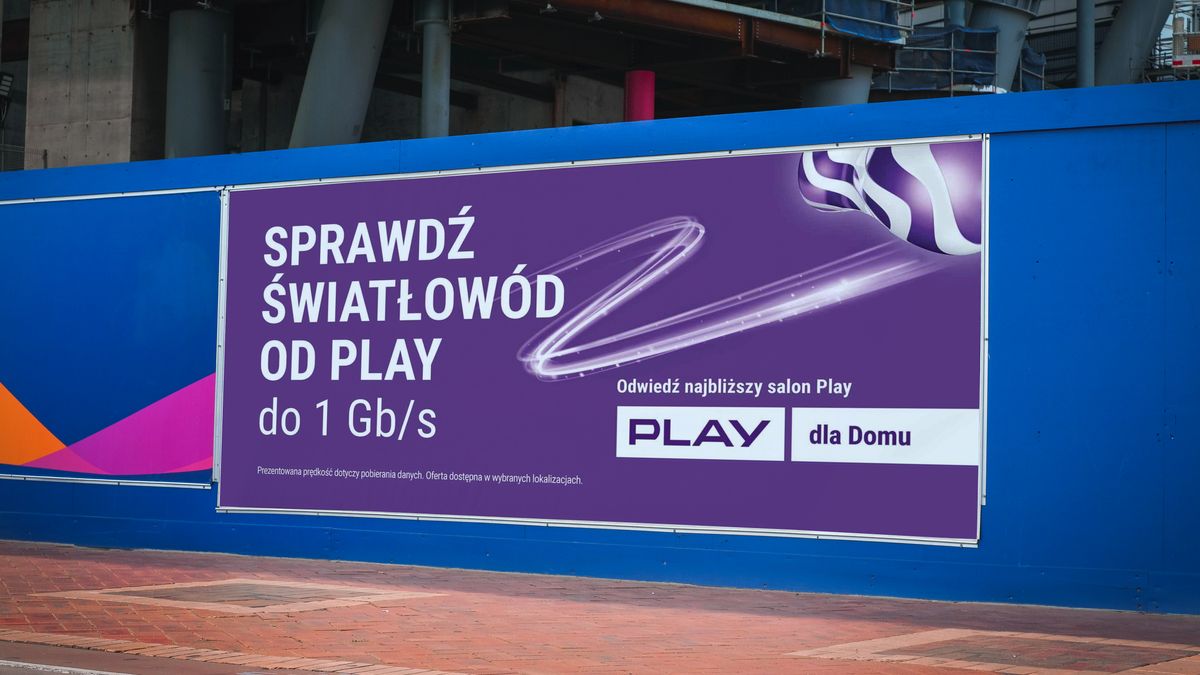 SPRAWDŹ
ŚWIATŁOWÓD
OD PLAY
do 1 Gb/s
Prezentowana prędkość dotyczy pobierania danych. Oferta dostępna w wybranych lokalizacjach.
Odwiedź najbliższy salon Play
PLAY dla Domu